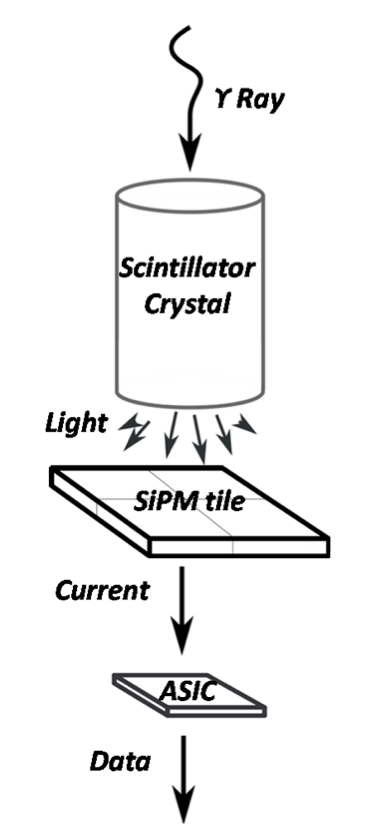 ϒ Ray
Scintillator
Crystal
Light
SiPM tile
Current
ASIC
Data